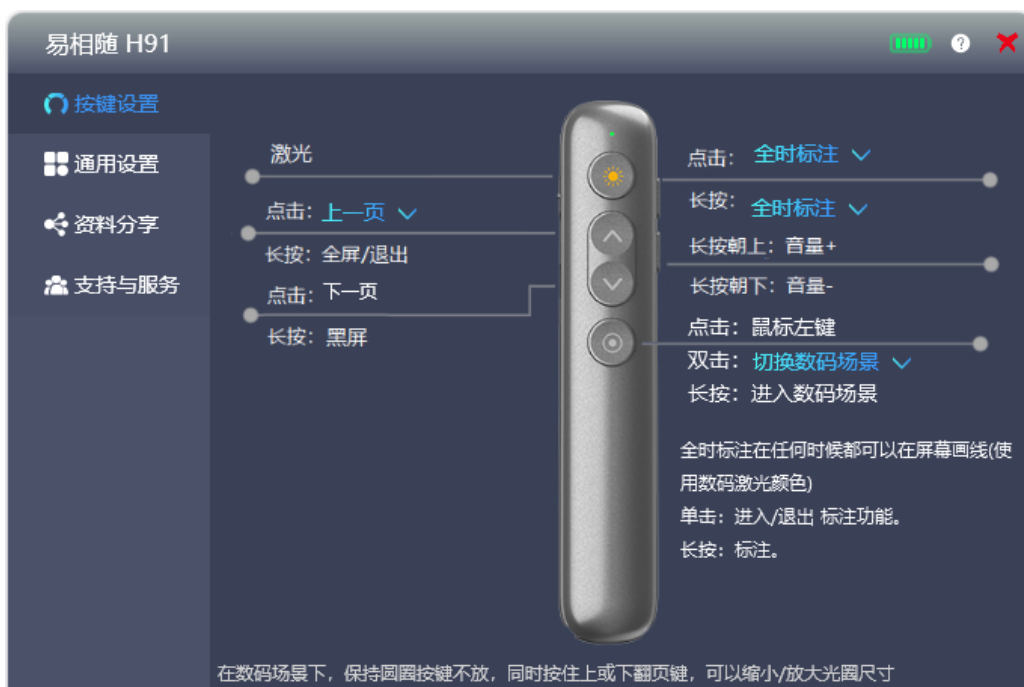 易相随 H91
按键设置
通用设置
资料分享
支持与服务
激光
点击：上一页
长按：全屏/退出
点击：下一页
长按：黑屏
点击：全时标注
长按：全时标注
长按朝上：音量+
长按朝下：音量-
点击：鼠标左键
双击：切换数码场景
长按：进入数码场景
全时标注在任何时候都可以在屏幕画线(使
用数码激光颜色)
单击：进入/退出 标注功能。
长按：标注。
在数码场景下，保持圆圈按键不放，同时按住上或下翻页键，可以缩小/放大光圈尺寸